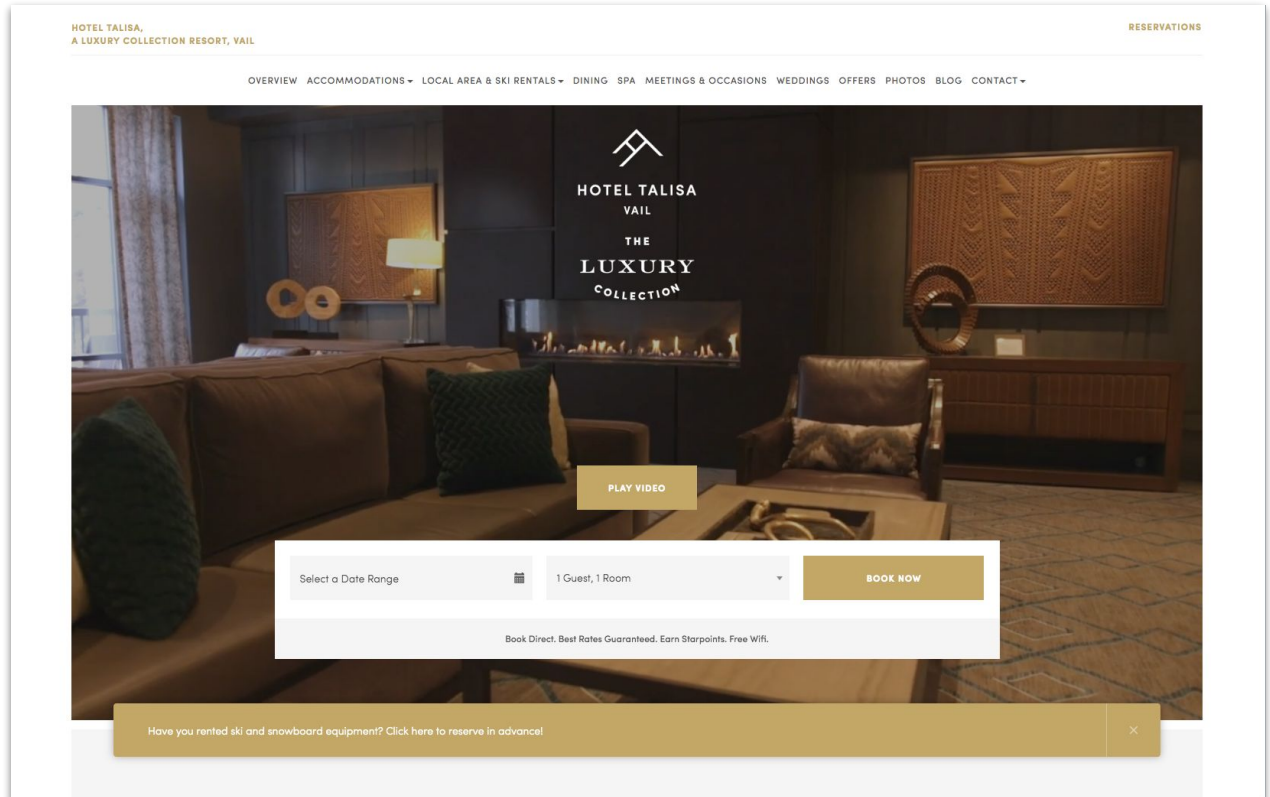 HOTEL TALISA,
A LUXURY COLLECTION RESORT, VAIL
RESERVATIONS
OVERVIEW ACCOMMODATIONS LOCAL AREA & SKI RENTALS DINING SPA MEETINGS & OCCASIONS WEDDINGS OFFERS PHOTOS BLOG CONTACT
HOTEL TALISA
VAIL
THE
LUXURY
COLLECTION
PLAY VIDEO
Select a Date Range
1 Guest, 1 Room
BOOK NOW
Book Direct. Best Rates Guaranteed. Earn Starpoints. Free Wifi.
Have you rented ski and snowboard equipment? Click here to reserve in advance!